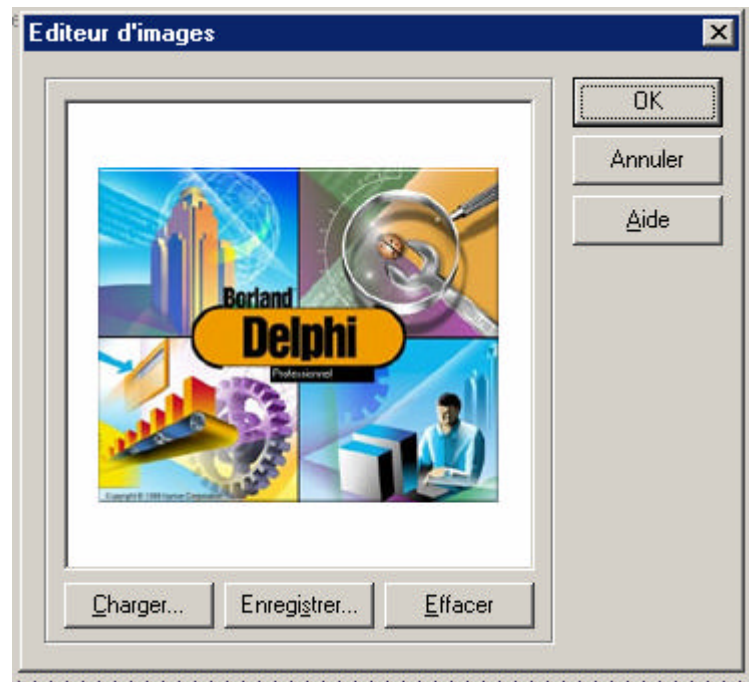 Editeur d'images
OK
Annuler
Aide
Borland
Delphi
Professionnel
Charger...
Enregistrer...
Effacer